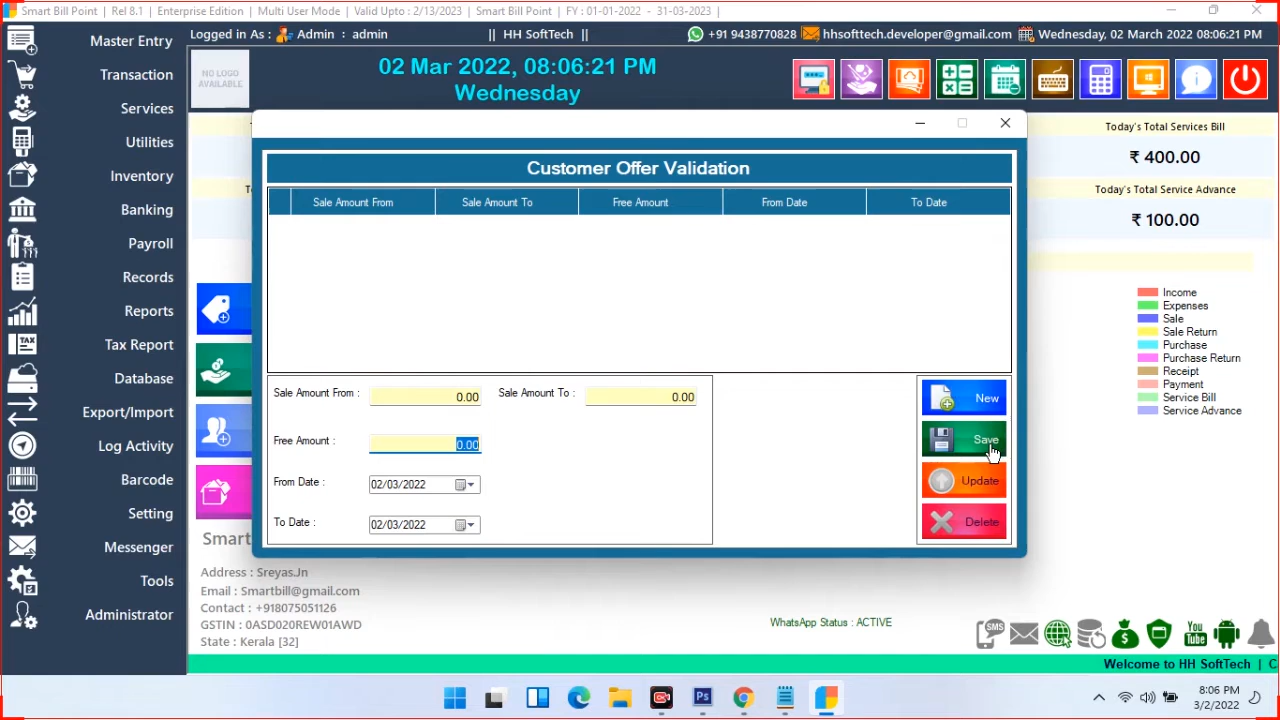 Smart Bill Point | Rel 8.1 | Enterprise Edition | Multi User Mode | Valid Upto : 2/13/2023 | Smart Bill Point | FY : 01-01-2022 - 31-03-2023 |
Logged in As : Admin : admin || HH SoftTech || +91 9438770828 hhsofttech.developer@gmail.com Wednesday, 02 March 2022 08:06:21 PM
NO LOGO
AVAILABLE
02 Mar 2022, 08:06:21 PM
Wednesday
Master Entry
Transaction
Services
Utilities
Inventory
Banking
Payroll
Records
Reports
TAX
Tax Report
Database
Export/Import
Log Activity
Barcode
Setting
Messenger
Tools
Administrator
Today's Total Services Bill
₹ 400.00
Today's Total Service Advance
₹ 100.00
Customer Offer Validation
Sale Amount From Sale Amount To Free Amount From Date To Date
Sale Amount From : 0.00 Sale Amount To : 0.00
Free Amount : 0.00
From Date : 02/03/2022
To Date : 02/03/2022
New
Save
Update
Delete
Income
Expenses
Sale
Sale Return
Purchase
Purchase Return
Receipt
Payment
Service Bill
Service Advance
Smart
Address : Sreyas.Jn
Email : Smartbill@gmail.com
Contact : +918075051126
GSTIN : 0ASD020REW01AWD
State : Kerala [32]
WhatsApp Status : ACTIVE
SMS
You
Tube
Welcome to HH SoftTech | C
Ps
8:06 PM
3/2/2022